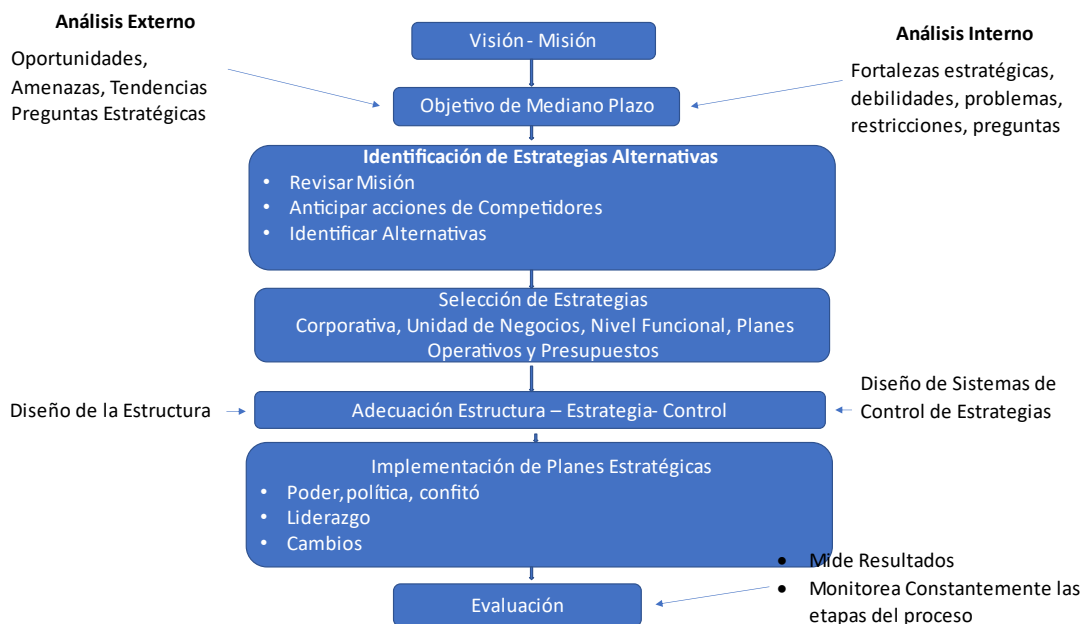 Análisis Externo
Oportunidades,
Amenazas, Tendencias
Preguntas Estratégicas
Visión - Misión
Análisis Interno
Fortalezas estratégicas,
debilidades, problemas,
restricciones, preguntas
Objetivo de Mediano Plazo
Identificación de Estrategias Alternativas
• Revisar Misión
• Anticipar acciones de Competidores
• Identificar Alternativas
Selección de Estrategias
Corporativa, Unidad de Negocios, Nivel Funcional, Planes
Operativos y Presupuestos
Diseño de la Estructura
Adecuación Estructura – Estrategia- Control
Diseño de Sistemas de
Control de Estrategias
Implementación de Planes Estratégicas
• Poder, política, confitó
• Liderazgo
• Cambios
Evaluación
• Mide Resultados
• Monitorea Constantemente las
etapas del proceso